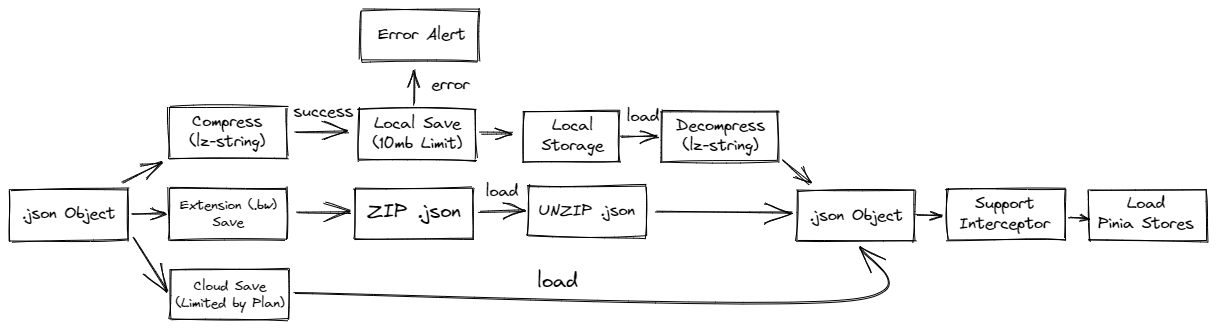 Error Alert
error
Compress
(lz-string)
success
Local Save
(10mb Limit)
Local
Storage
load
Decompress
(lz-string)
.json Object
Extension (.bw)
Save
ZIP .json
load
UNZIP .json
.json Object
Support
Interceptor
Load
Pinia Stores
Cloud Save
(Limited by Plan)
load